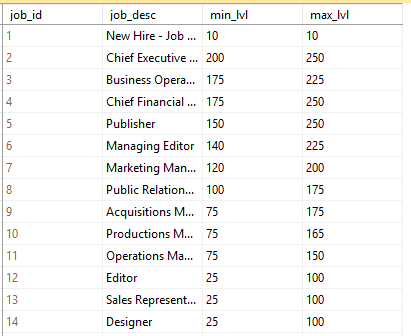 job_id job_desc min_lvl max_lvl
1 New Hire - Job ... 10 10
2 Chief Executive ... 200 250
3 Business Opera... 175 225
4 Chief Financial ... 175 250
5 Publisher 150 250
6 Managing Editor 140 225
7 Marketing Man... 120 200
8 Public Relation... 100 175
9 Acquisitions M... 75 175
10 Productions M... 75 165
11 Operations Ma... 75 150
12 Editor 25 100
13 Sales Represent... 25 100
14 Designer 25 100